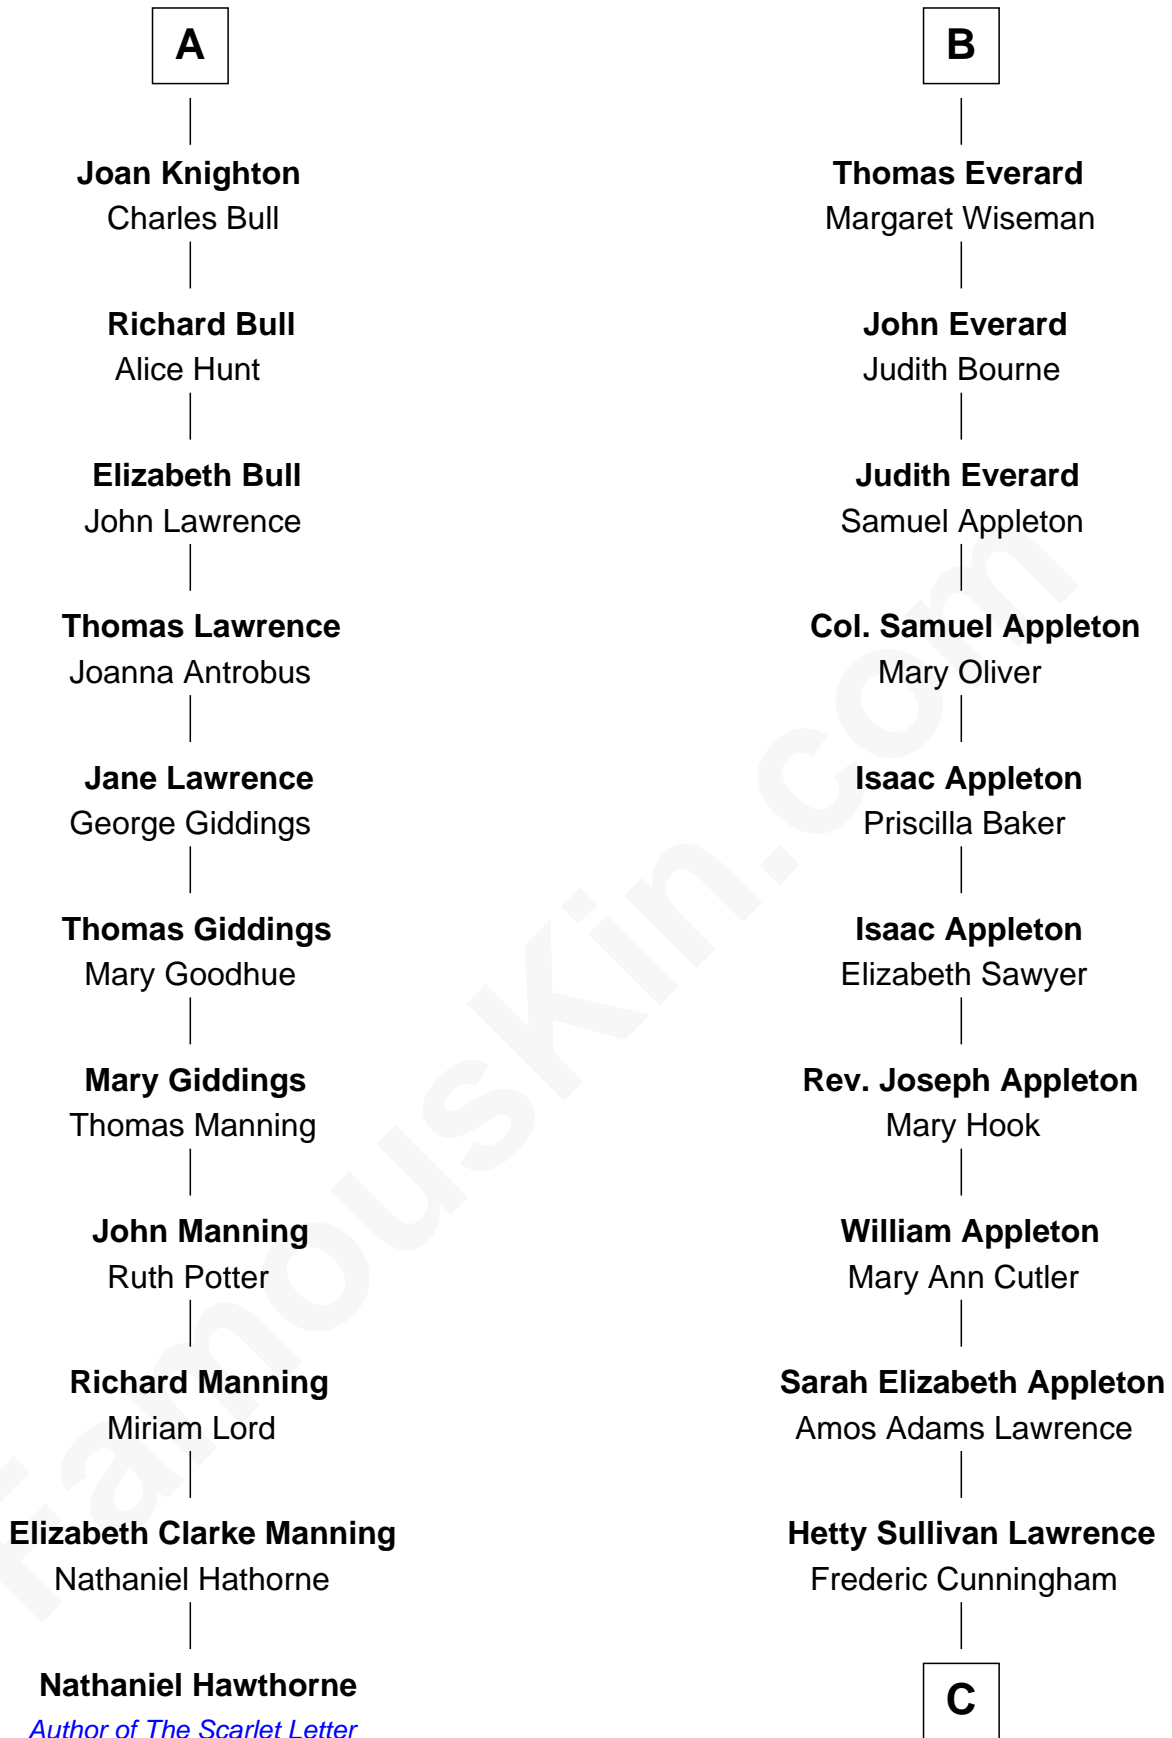 A
Joan Knighton
Charles Bull
Richard Bull
Alice Hunt
Elizabeth Bull
John Lawrence
Thomas Lawrence
Joanna Antrobus
Jane Lawrence
George Giddings
Thomas Giddings
Mary Goodhue
Mary Giddings
Thomas Manning
John Manning
Ruth Potter
Richard Manning
Miriam Lord
Elizabeth Clarke Manning
Nathaniel Hathorne
Nathaniel Hawthorne
Author of The Scarlet Letter
B
Thomas Everard
Margaret Wiseman
John Everard
Judith Bourne
Judith Everard
Samuel Appleton
Col. Samuel Appleton
Mary Oliver
Isaac Appleton
Priscilla Baker
Isaac Appleton
Elizabeth Sawyer
Rev. Joseph Appleton
Mary Hook
William Appleton
Mary Ann Cutler
Sarah Elizabeth Appleton
Amos Adams Lawrence
Hetty Sullivan Lawrence
Frederic Cunningham
C
FamousKin.com